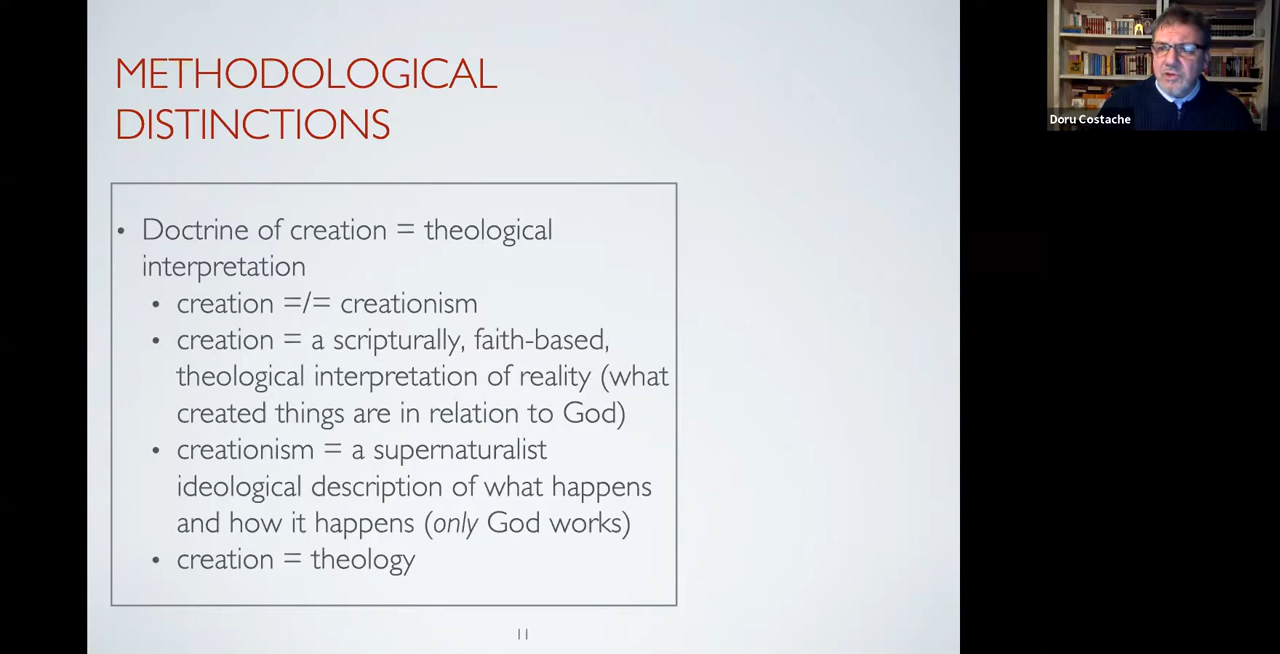 METHODOLOGICAL
DISTINCTIONS
• Doctrine of creation = theological
interpretation
• creation =/= creationism
• creation = a scripturally, faith-based,
theological interpretation of reality (what
created things are in relation to God)
• creationism = a supernaturalist
ideological description of what happens
and how it happens (only God works)
• creation = theology
11
Doru Costache